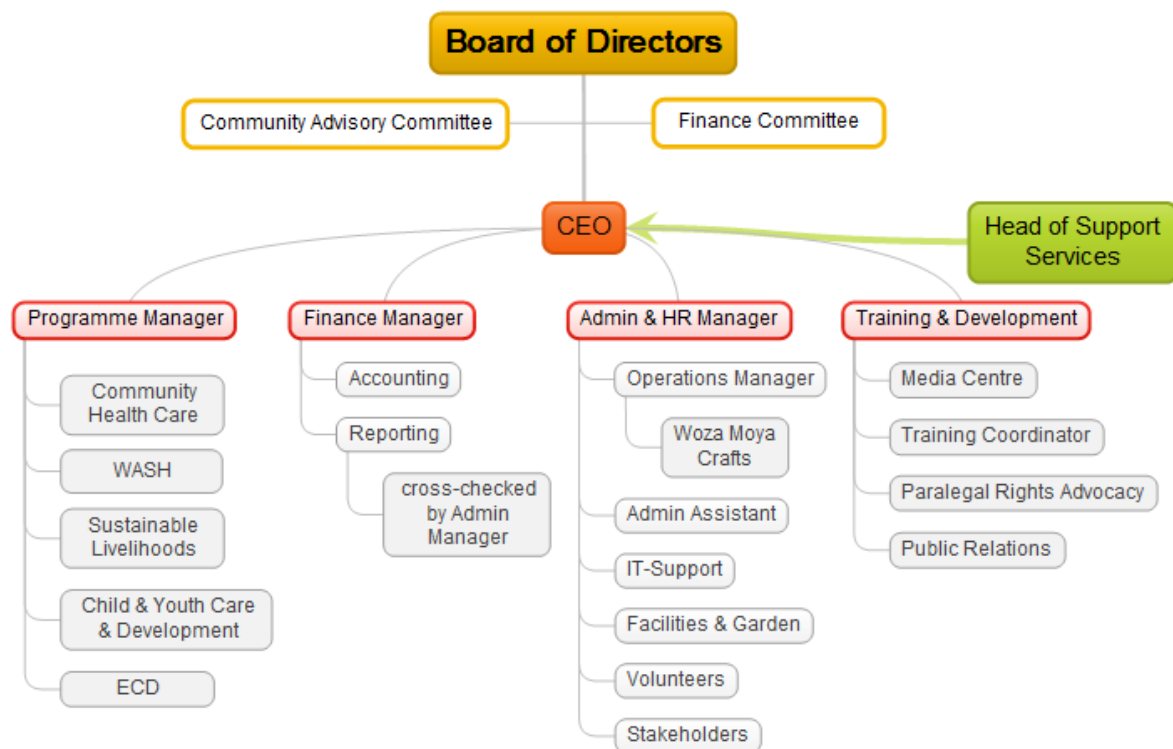 Board of Directors
Community Advisory Committee
Finance Committee
CEO
Head of Support
Services
Programme Manager
Community
Health Care
WASH
Sustainable
Livelihoods
Child & Youth Care
& Development
ECD
Finance Manager
Accounting
Reporting
cross-checked
by Admin
Manager
Admin & HR Manager
Operations Manager
Woza Moya
Crafts
Admin Assistant
IT-Support
Facilities & Garden
Volunteers
Stakeholders
Training & Development
Media Centre
Training Coordinator
Paralegal Rights Advocacy
Public Relations